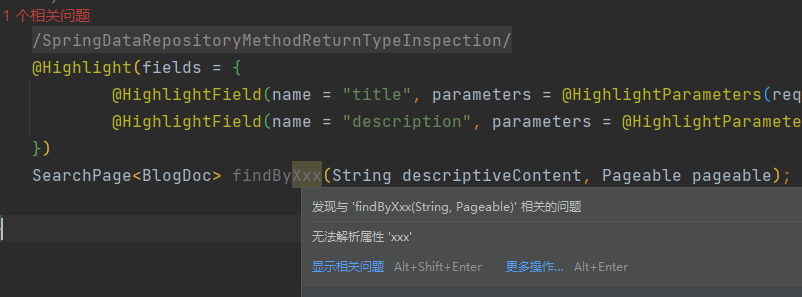 1 个相关问题
/SpringDataRepositoryMethodReturnTypeInspection/
@Highlight(fields = {
@HighlightField(name = "title", parameters = @HighlightParameters(req
@HighlightField(name = "description", parameters = @HighlightParamete
})
SearchPage<BlogDoc> findByXxx(String descriptiveContent, Pageable pageable);
发现与 'findByXxx(String, Pageable)' 相关的问题
无法解析属性 'xxx'
显示相关问题 Alt+Shift+Enter 更多操作... Alt+Enter